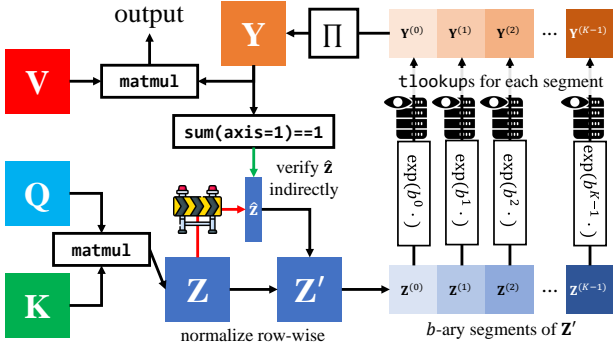 output
V
matmul
Y
∏
Y⁽⁰⁾ Y⁽¹⁾ Y⁽²⁾ ... Y⁽ᴷ⁻¹⁾
tlookups for each segment
sum(axis=1)==1
verify ẑ
indirectly
exp(b⁰ ·) exp(b¹ ·) exp(b² ·) exp(bᴷ⁻¹ ·)
Q
ẑ
matmul
K
Z
Z′
Z⁽⁰⁾ Z⁽¹⁾ Z⁽²⁾ ... Z⁽ᴷ⁻¹⁾
normalize row-wise
b-ary segments of Z′